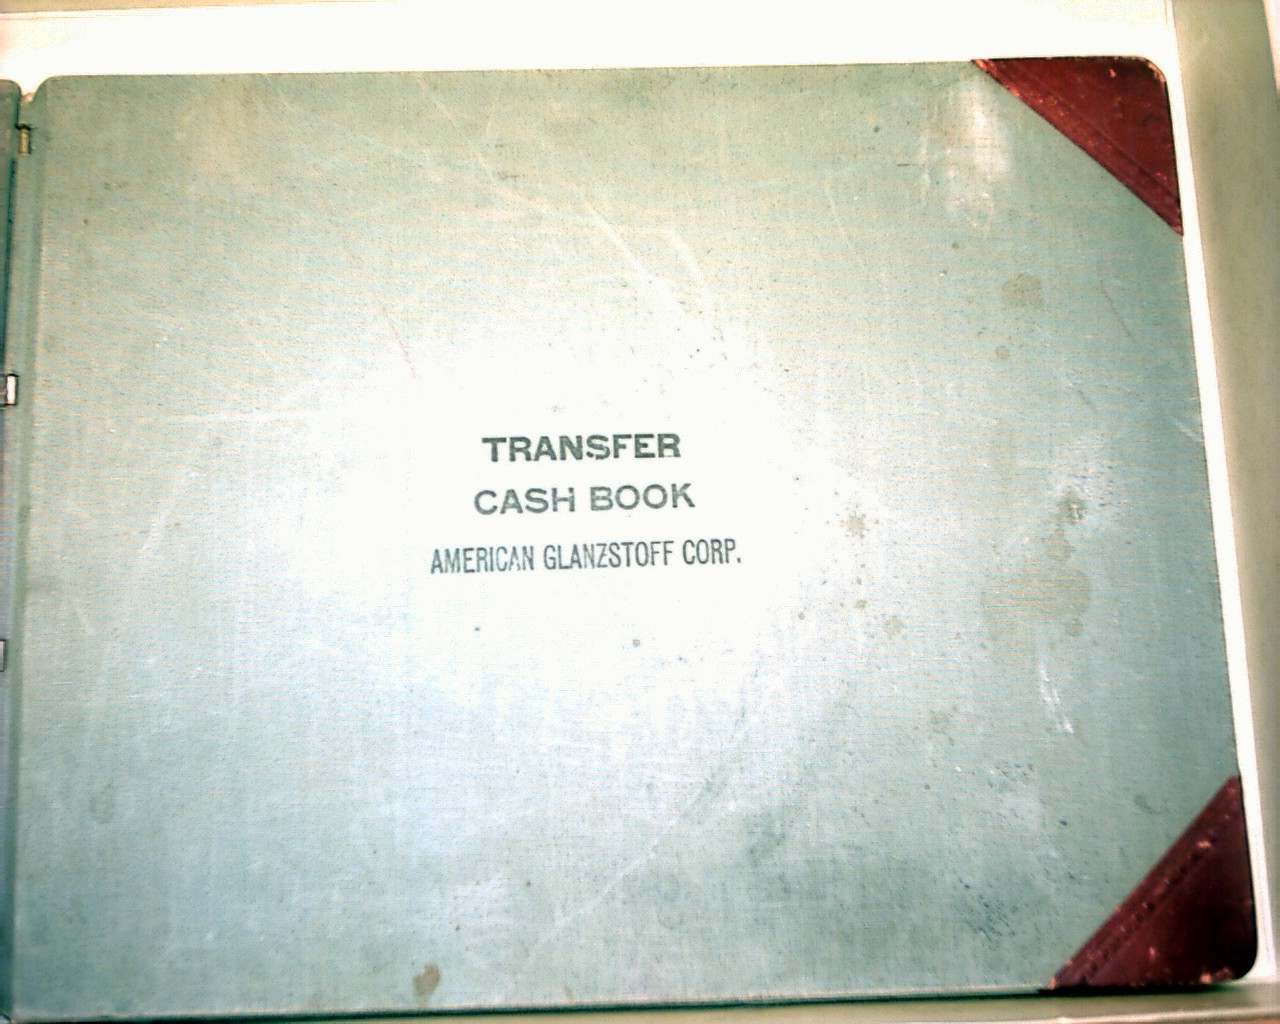 TRANSFER
CASH BOOK
AMERICAN GLANZSTOFF CORP.